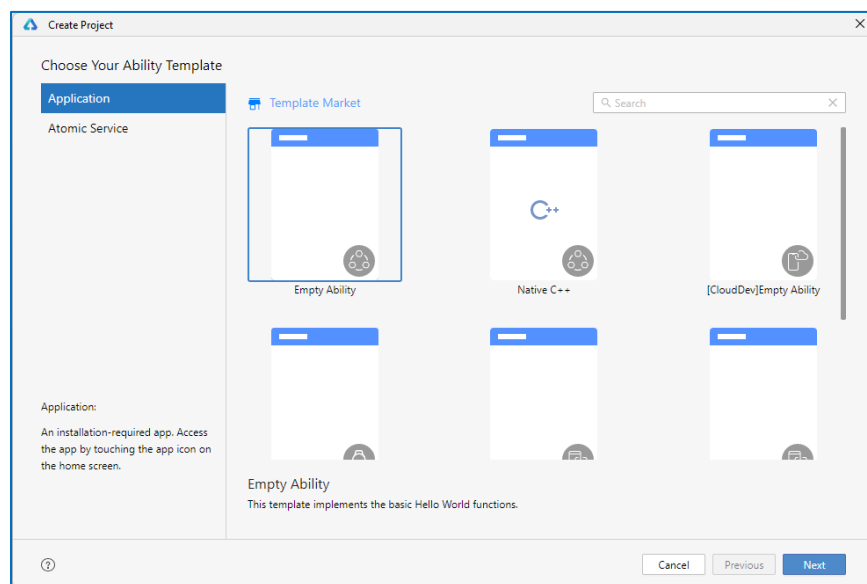 Create Project
Choose Your Ability Template
Application
Atomic Service
Template Market
Search
C++
Empty Ability
Native C++
[CloudDev]Empty Ability
Application:
An installation-required app. Access
the app by touching the app icon on
the home screen.
Empty Ability
This template implements the basic Hello World functions.
Cancel
Previous
Next